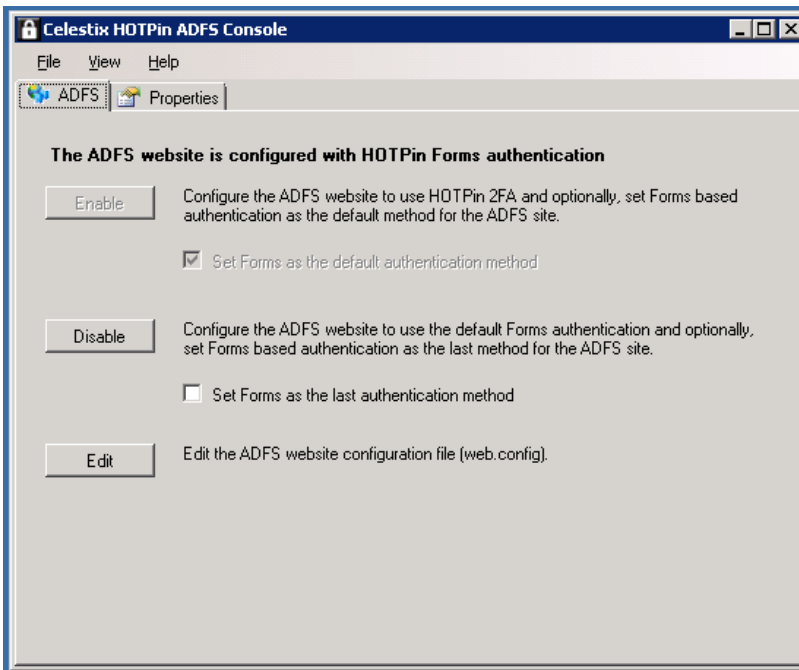 Celestix HOTPin ADFS Console
File View Help
ADFS Properties
The ADFS website is configured with HOTPin Forms authentication
Enable
Configure the ADFS website to use HOTPin 2FA and optionally, set Forms based
authentication as the default method for the ADFS site.
Set Forms as the default authentication method
Disable
Configure the ADFS website to use the default Forms authentication and optionally,
set Forms based authentication as the last method for the ADFS site.
Set Forms as the last authentication method
Edit
Edit the ADFS website configuration file (web.config).